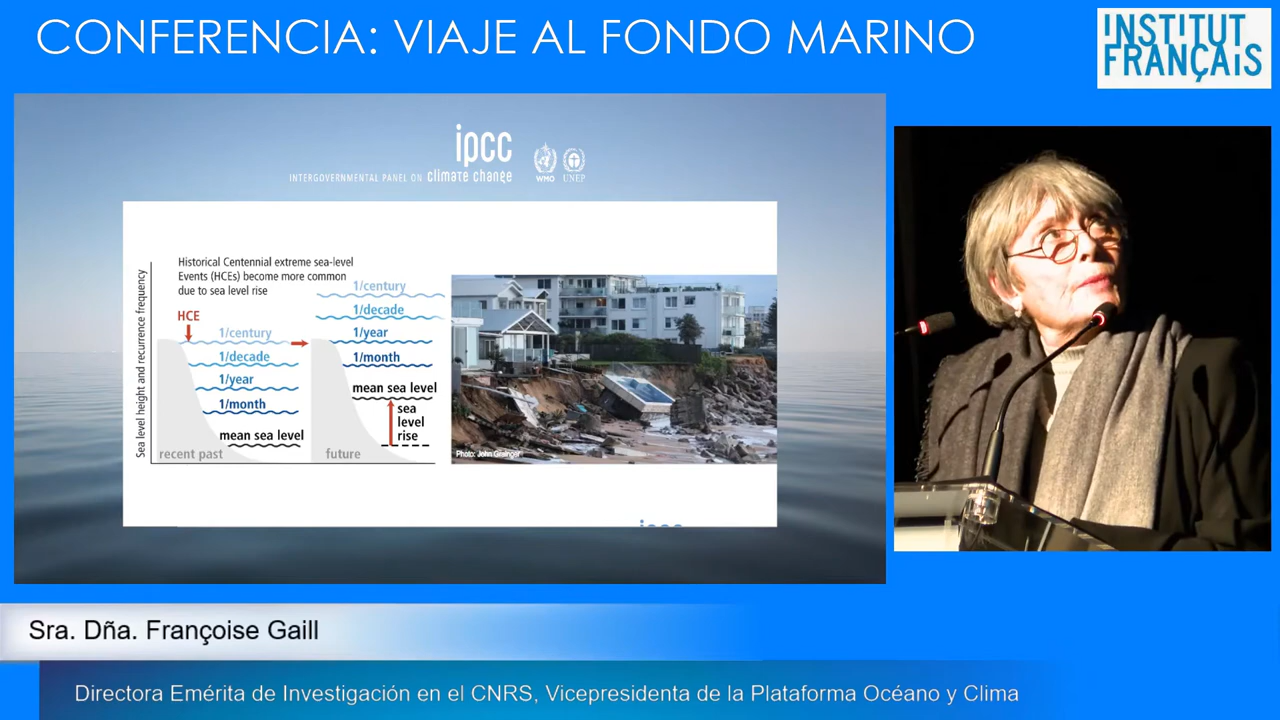 CONFERENCIA: VIAJE AL FONDO MARINO
INSTITUT
FRANÇAIS
ipcc
INTERGOVERNMENTAL PANEL ON climate change
WMO UNEP
Historical Centennial extreme sea-level
Events (HCEs) become more common
due to sea level rise
Sea level height and recurrence frequency
HCE
1/century
1/decade
1/year
1/month
mean sea level
recent past
1/century
1/decade
1/year
1/month
mean sea level
sea
level
rise
future
Photo: John Grainger
ipcc
Sra. Dña. Françoise Gaill
Directora Emérita de Investigación en el CNRS, Vicepresidenta de la Plataforma Océano y Clima